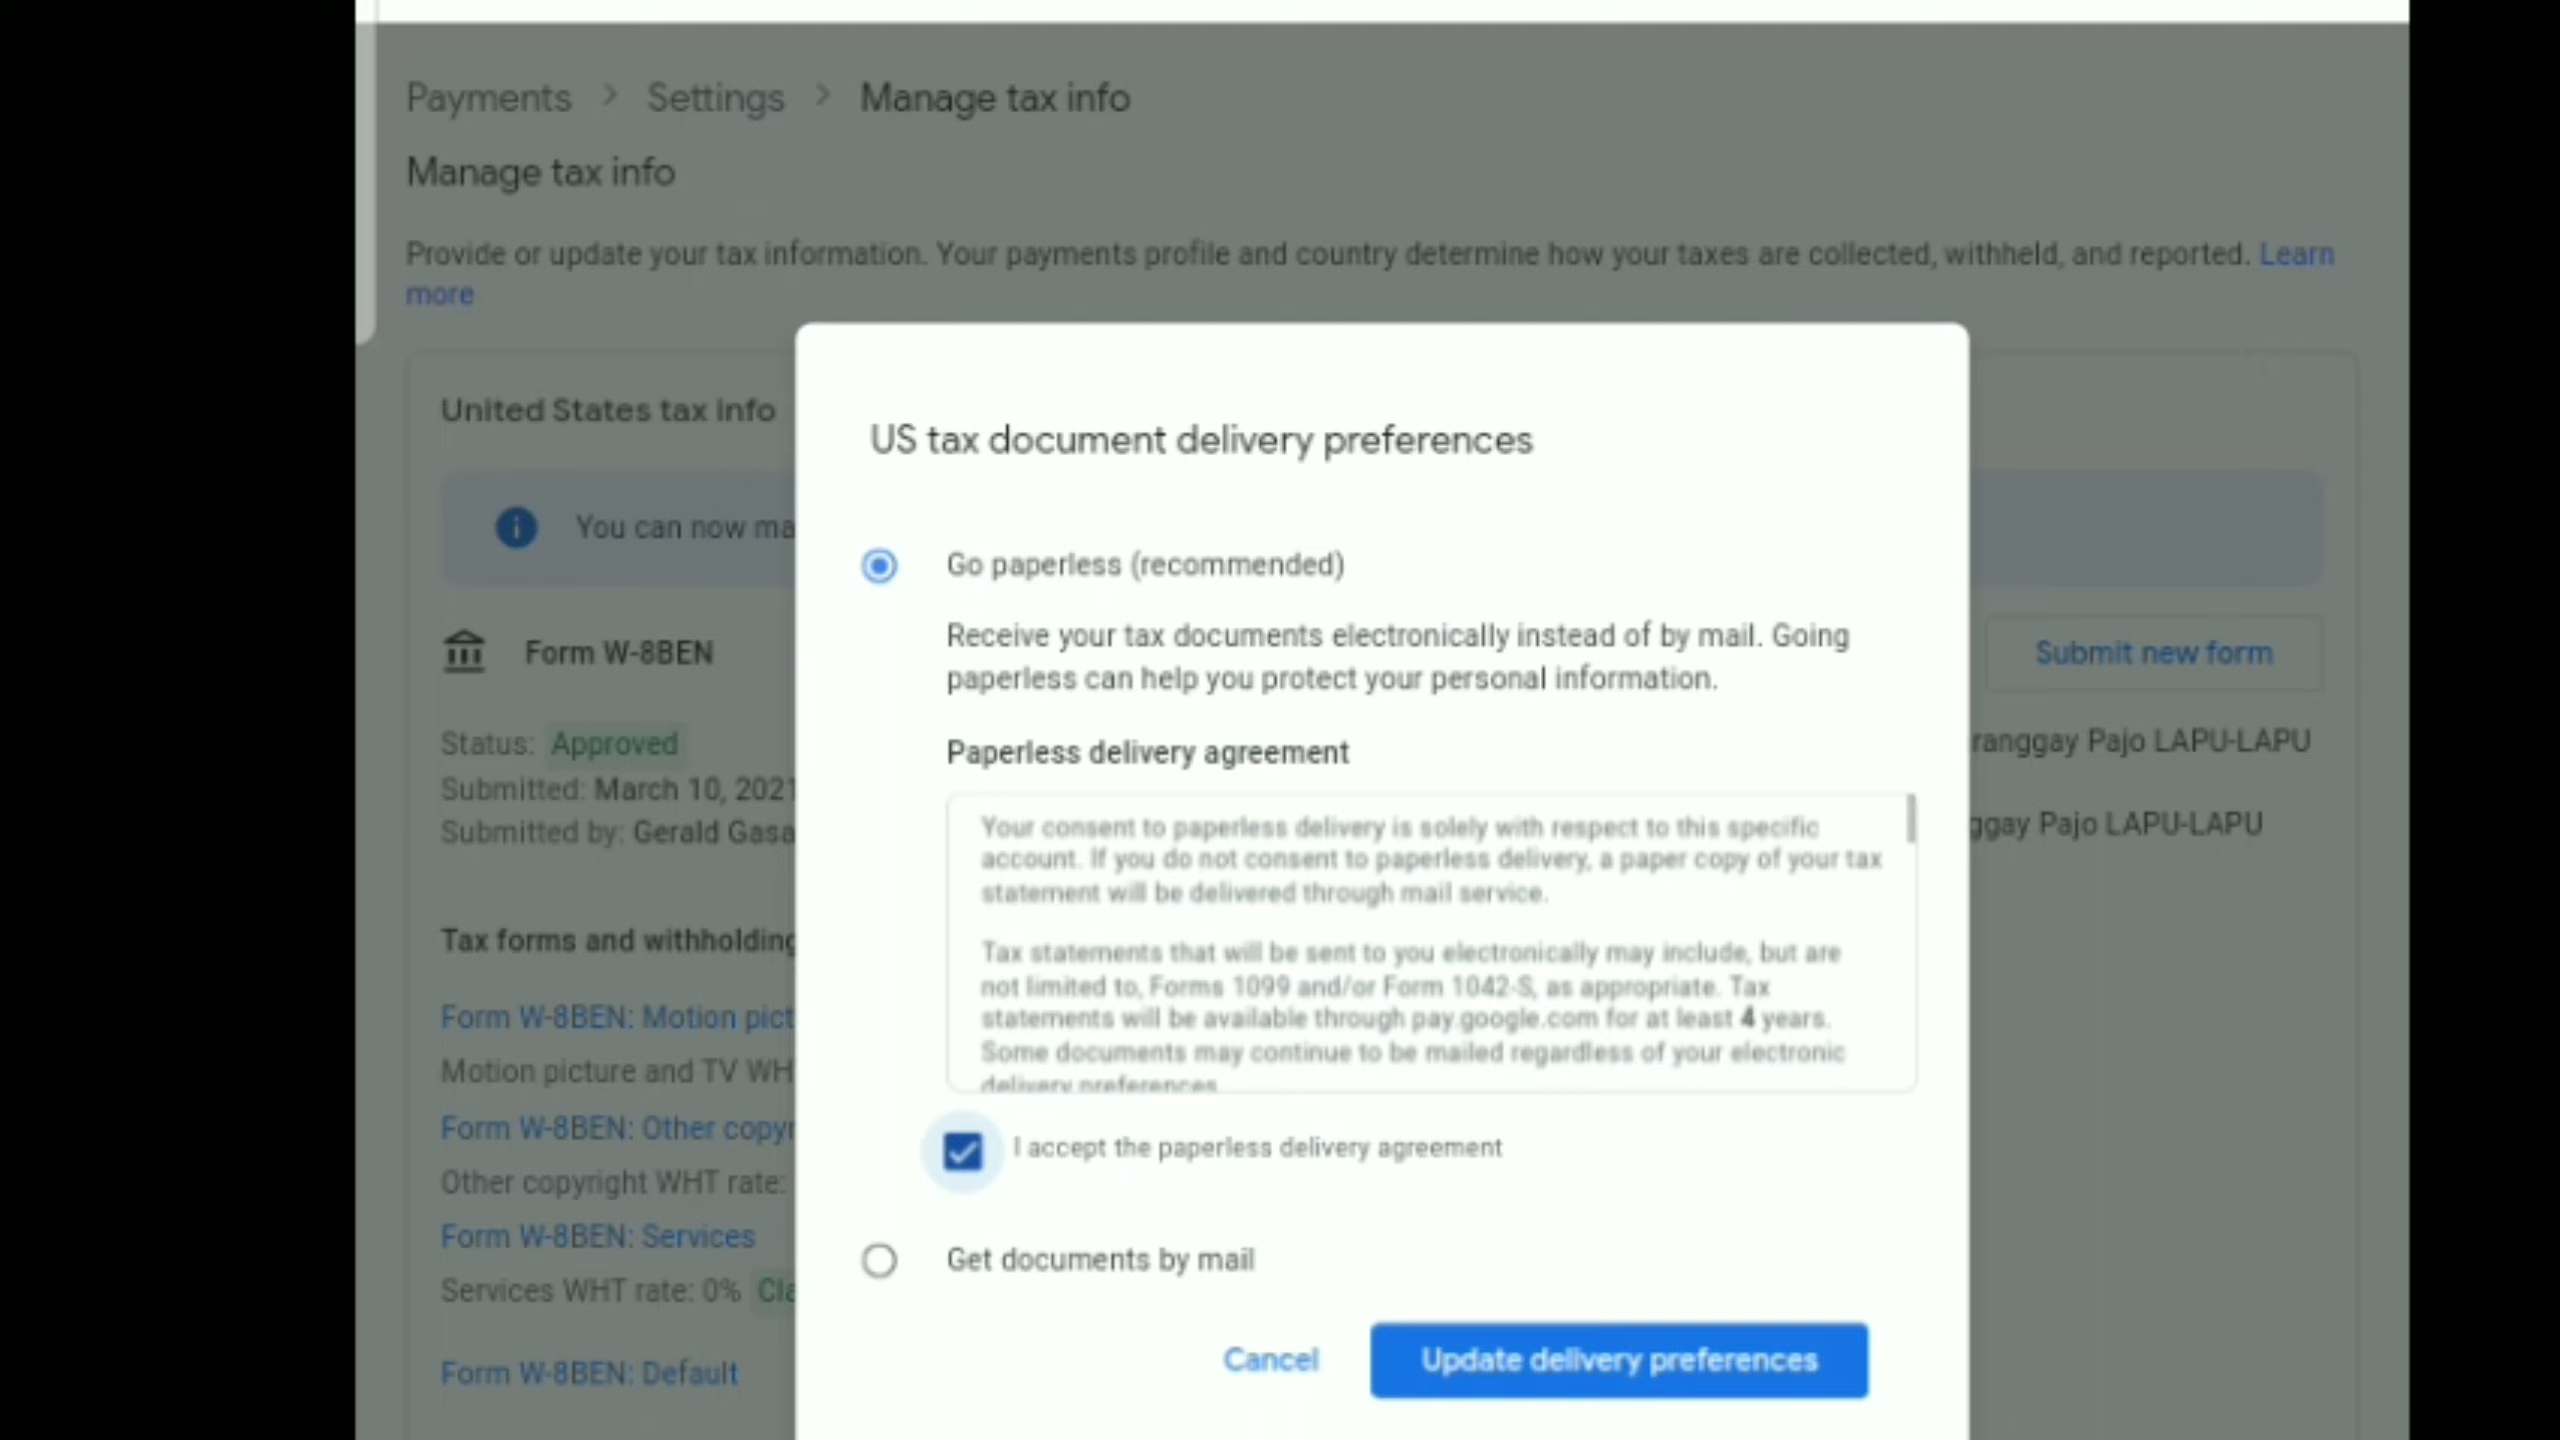 Payments > Settings > Manage tax info
Manage tax info
Provide or update your tax information. Your payments profile and country determine how your taxes are collected, withheld, and reported. Learn
more
United States tax info
You can now ma
Form W-8BEN
Submit new form
Status: Approved
Submitted: March 10, 2021
Submitted by: Gerald Gasa
ranggay Pajo LAPU-LAPU
ggay Pajo LAPU-LAPU
Tax forms and withholding
Form W-8BEN: Motion pict
Motion picture and TV WH
Form W-8BEN: Other copyr
Other copyright WHT rate:
Form W-8BEN: Services
Services WHT rate: 0% Cla
Form W-8BEN: Default
US tax document delivery preferences
Go paperless (recommended)
Receive your tax documents electronically instead of by mail. Going
paperless can help you protect your personal information.
Paperless delivery agreement
Your consent to paperless delivery is solely with respect to this specific
account. If you do not consent to paperless delivery, a paper copy of your tax
statement will be delivered through mail service.
Tax statements that will be sent to you electronically may include, but are
not limited to, Forms 1099 and/or Form 1042-S, as appropriate. Tax
statements will be available through pay.google.com for at least 4 years.
Some documents may continue to be mailed regardless of your electronic
delivery preferences.
I accept the paperless delivery agreement
Get documents by mail
Cancel
Update delivery preferences